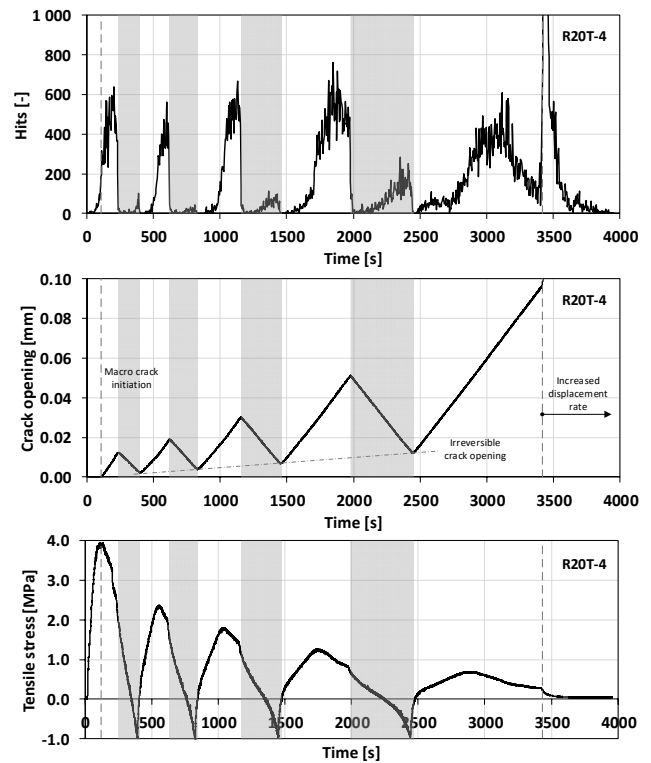 1 000
800
600
400
200
0
Hits [-]
R20T-4
0 500 1000 1500 2000 2500 3000 3500 4000
Time [s]
0.10
0.08
0.06
0.04
0.02
0.00
Crack opening [mm]
R20T-4
Macro crack
initiation
Increased
displacement
rate
Irreversible
crack opening
0 500 1000 1500 2000 2500 3000 3500 4000
Time [s]
4.0
3.0
2.0
1.0
0.0
-1.0
Tensile stress [MPa]
R20T-4
0 500 1000 1500 2000 2500 3000 3500 4000
Time [s]